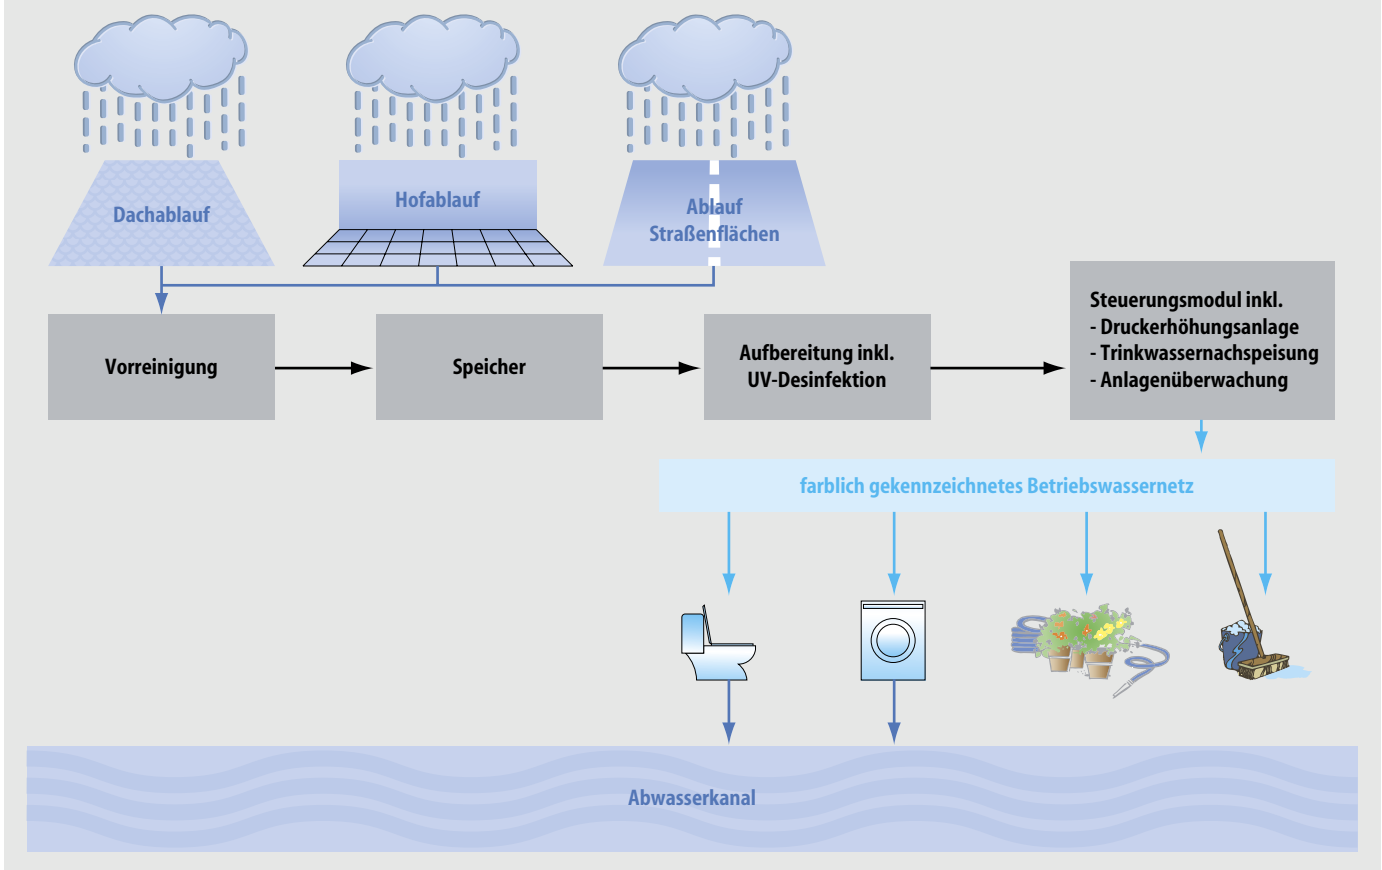 Dachablauf
Hofablauf
Ablauf
Straßenflächen
Vorreinigung
Speicher
Aufbereitung inkl.
UV-Desinfektion
Steuerungsmodul inkl.
- Druckerhöhungsanlage
- Trinkwassernachspeisung
- Anlagenüberwachung
farblich gekennzeichnetes Betriebswassernetz
Abwasserkanal